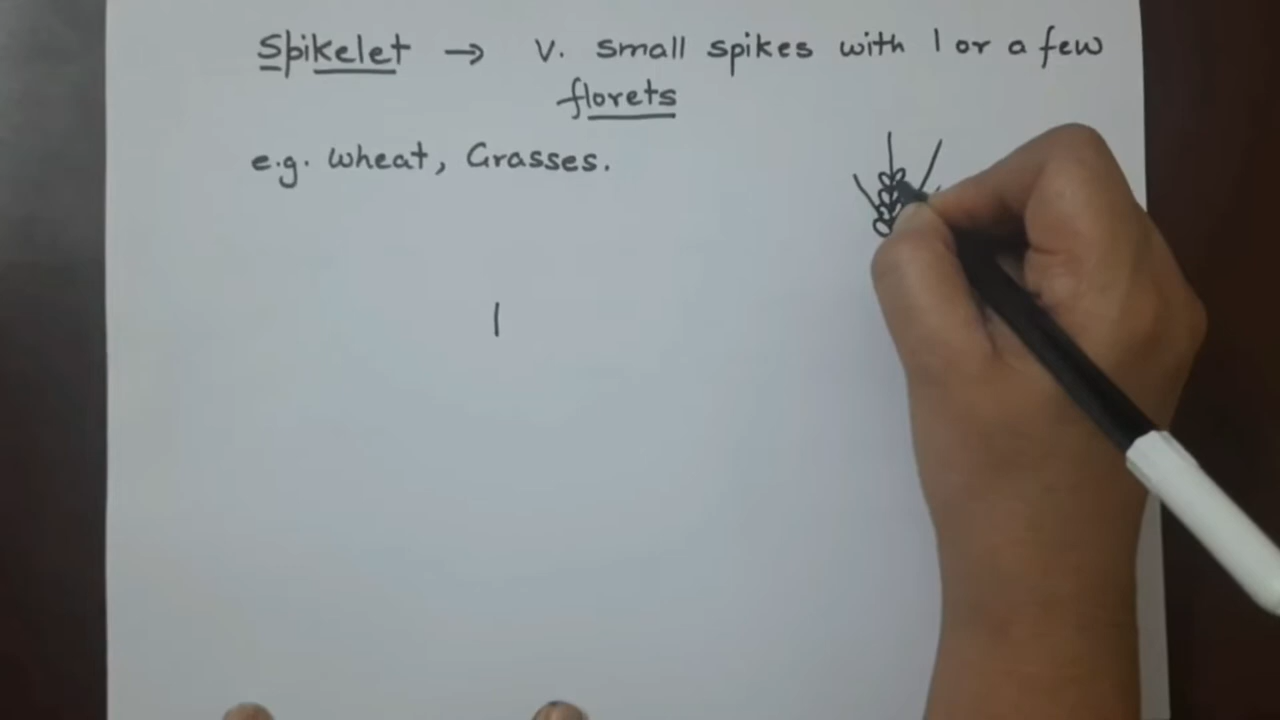 Spikelet → v. small spikes with 1 or a few
florets
e.g. wheat, Grasses.